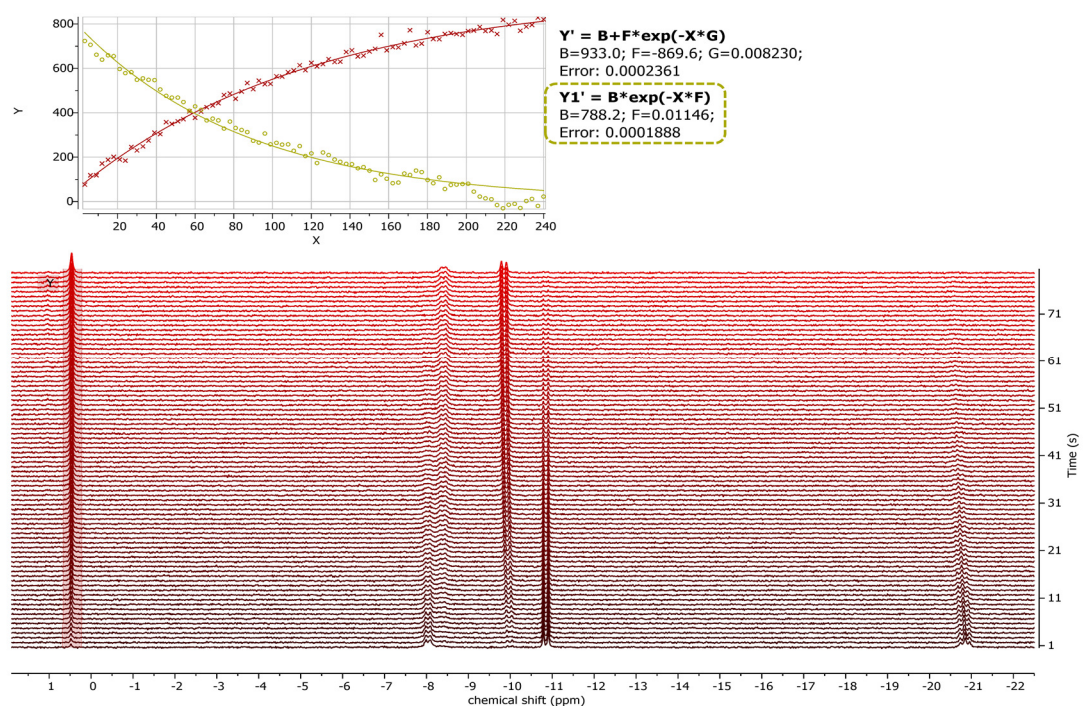 800
600
400
200
0
Y
20 40 60 80 100 120 140 160 180 200 220 240
X
Y' = B+F*exp(-X*G)
B=933.0; F=-869.6; G=0.008230;
Error: 0.0002361
Y1' = B*exp(-X*F)
B=788.2; F=0.01146;
Error: 0.0001888
Y
71
61
51
41
31
21
11
1
Time (s)
1 0 -1 -2 -3 -4 -5 -6 -7 -8 -9 -10 -11 -12 -13 -14 -15 -16 -17 -18 -19 -20 -21 -22
chemical shift (ppm)